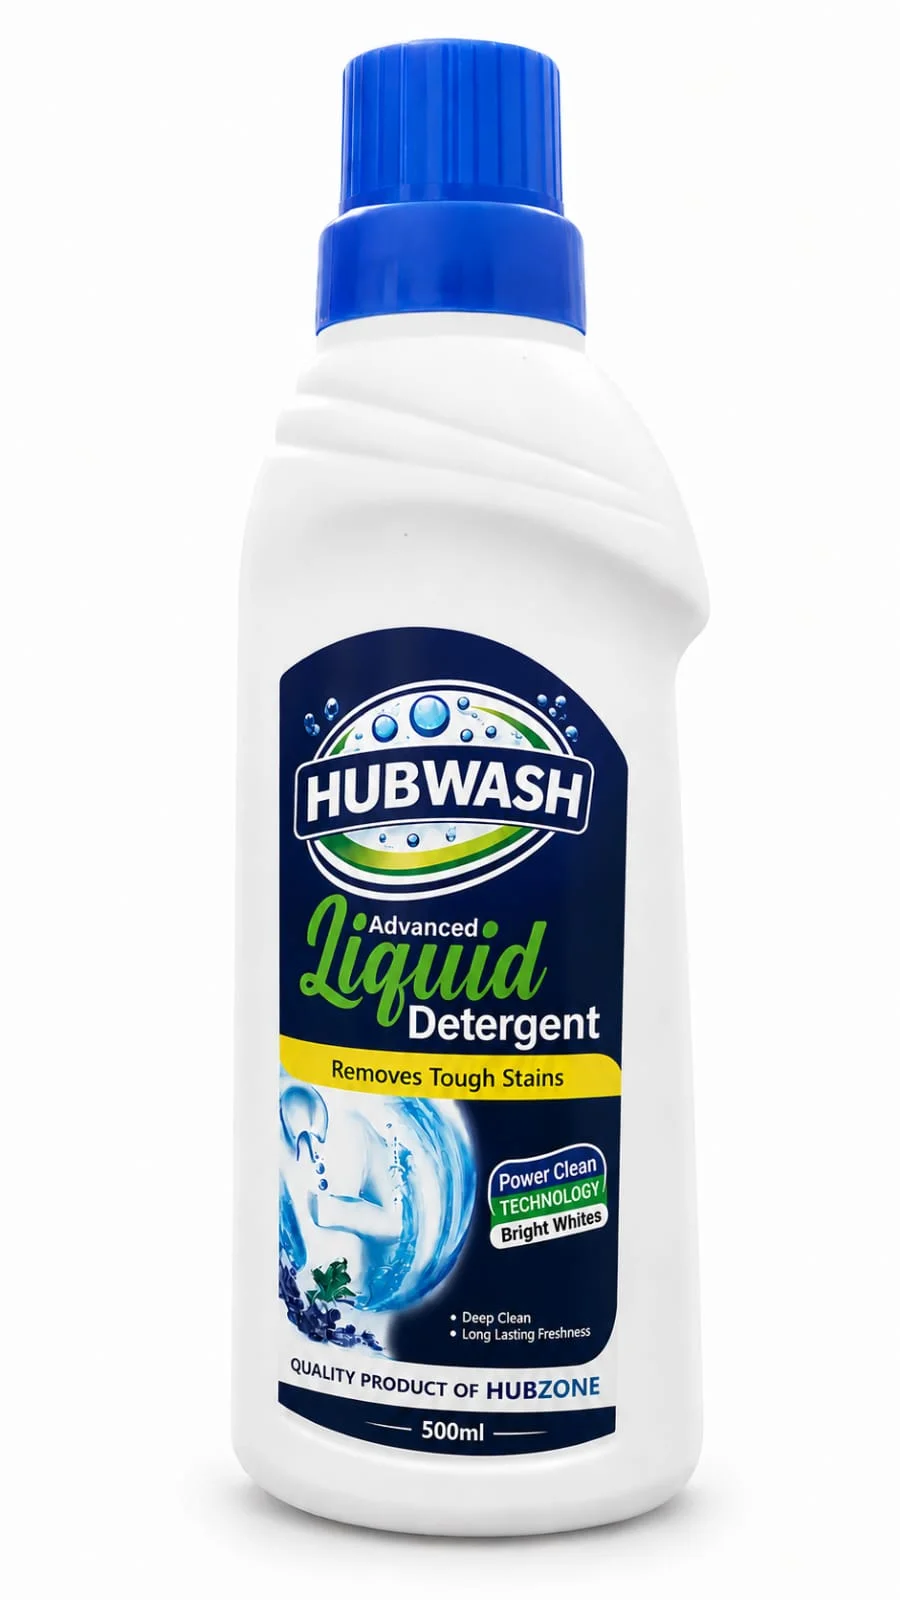 HUBWASH
Advanced
Liquid
Detergent
Removes Tough Stains
Power Clean
TECHNOLOGY
Bright Whites
• Deep Clean
• Long Lasting Freshness
QUALITY PRODUCT OF HUBZONE
500ml